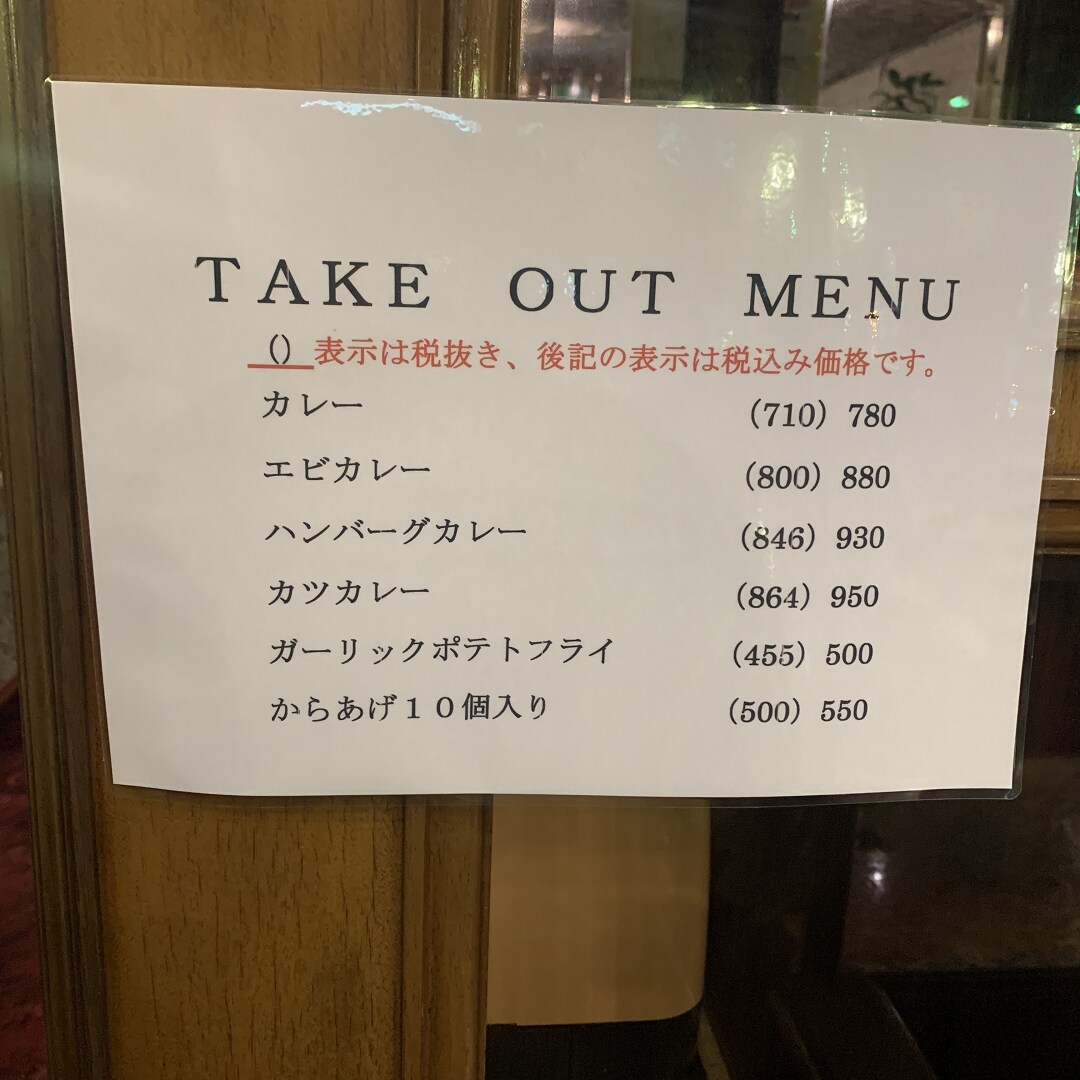 TAKE OUT MENU
（）表示は税抜き、後記の表示は税込み価格です。
カレー （710）780
エビカレー （800）880
ハンバーグカレー （846）930
カツカレー （864）950
ガーリックポテトフライ （455）500
からあげ１０個入り （500）550